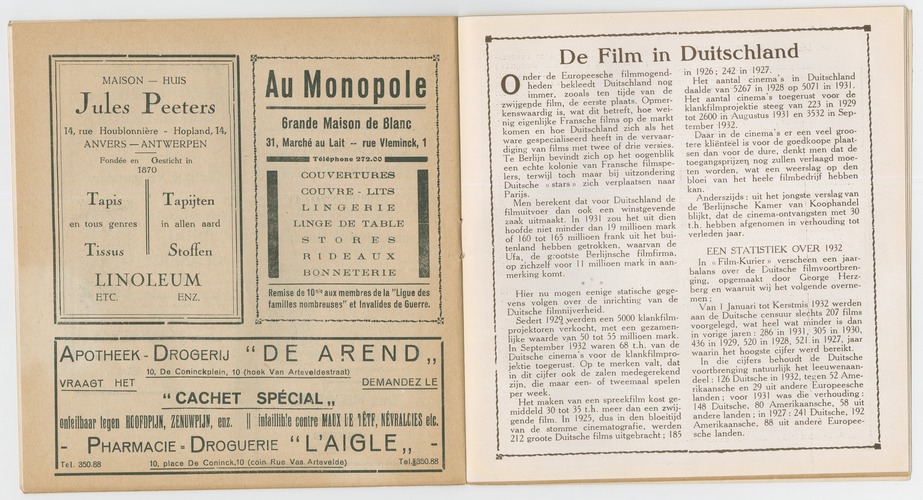 MAISON — HUIS
Jules Peeters
14, rue Houblonnière - Hopland, 14,
ANVERS — ANTWERPEN
Fondée en Gesticht in
1870
Tapis Tapijten
en tous genres in allen aard
Tissus Stoffen
LINOLEUM
ETC. ENZ.
Au Monopole
Grande Maison de Blanc
31, Marché au Lait -- rue Vleminck, 1
Téléphone 272.00
COUVERTURES
COUVRE - LITS
LINGERIE
LINGE DE TABLE
STORES
RIDEAUX
BONNETERIE
Remise de 10% aux membres de la "Ligue des
familles nombreuses" et Invalides de Guerre.
APOTHEEK - DROGERIJ "DE AREND„
10, De Coninckplein, 10 (hoek Van Arteveldestraat)
VRAAGT HET DEMANDEZ LE
"CACHET SPÉCIAL„
onfeilbaar tegen HOOFDPIJN, ZENUWPIJN, enz. infaillible contre MAUX DE TÊTE, NÉVRALGIES etc.
- PHARMACIE - DROGUERIE "L'AIGLE„ -
Tel. 350.88 10, place De Coninck, 10 (coin Rue Van Artevelde) Tel. 350.88
De Film in Duitschland
Onder de Europeesche filmmogend-
heden bekleedt Duitschland nog
immer, zooals ten tijde van de
zwijgende film, de eerste plaats. Opmer-
kenswaardig is, wat dit betreft, hoe wei-
nig eigenlijke Fransche films op de markt
komen en hoe Duitschland zich als het
ware gespecialiseerd heeft in de vervaar-
diging van films met twee of drie versies.
Te Berlijn bevindt zich op het oogenblik
een echte kolonie van Fransche filmspe-
lers, terwijl toch maar bij uitzondering
Duitsche « stars » zich verplaatsen naar
Parijs.
Men berekent dat voor Duitschland de
filmuitvoer dan ook een winstgevende
zaak uitmaakt. In 1931 zou het uit dien
hoofde niet minder dan 19 millioen mark
of 160 tot 165 millioen frank uit het bui-
tenland hebben getrokken, waarvan de
Ufa, de grootste Berlijnsche filmfirma,
op zichzelf voor 11 millioen mark in aan-
merking komt.
Hier nu mogen eenige statische gege-
vens volgen over de inrichting van de
Duitsche filmnijverheid.
Sedert 1929 werden een 5000 klankfilm-
projektoren verkocht, met een gezamen-
lijke waarde van 50 tot 55 millioen mark.
In September 1932 waren 68 t.h. van de
Duitsche cinema's voor de klankfilmpro-
jektie toegerust. Op te merken valt, dat
in dit cijfer ook de zalen medegerekend
zijn, die maar een- of tweemaal spelen
per week.
Het maken van een spreekfilm kost ge-
middeld 30 tot 35 t.h. meer dan een zwij-
gende film. In 1925, dus in den bloeitijd
van de stomme cinematografie, werden
212 groote Duitsche films uitgebracht; 185
in 1926; 242 in 1927.
Het aantal cinema's in Duitschland
daalde van 5267 in 1928 op 5071 in 1931.
Het aantal cinema's toegerust voor de
klankfilmprojektie steeg van 223 in 1929
tot 2600 in Augustus 1931 en 3532 in Sep-
tember 1932.
Daar in de cinema's er een veel groo-
tere kliënteel is voor de goedkoope plaat-
sen dan voor de dure, denkt men dat de
toegangsprijzen nog zullen verlaagd moe-
ten worden, wat een weerslag op den
bloei van het heele filmbedrijf hebben
kan.
Anderszijds: uit het jongste verslag van
de Berlijnsche Kamer van Koophandel
blijkt, dat de cinema-ontvangsten met 30
t.h. hebben afgenomen in verhouding tot
verleden jaar.
EEN STATISTIEK OVER 1932
In « Film-Kurier » verscheen een jaar-
balans over de Duitsche filmvoortbren-
ging, opgemaakt door George Herz-
berg en waaruit wij het volgende overne-
men:
Van 1 Januari tot Kerstmis 1932 werden
aan de Duitsche censuur slechts 207 films
voorgelegd, wat heel wat minder is dan
in vorige jaren: 286 in 1931, 305 in 1930,
436 in 1929, 520 in 1928, 521 in 1927, jaar
waarin het hoogste cijfer werd bereikt.
In die cijfers behoudt de Duitsche
voortbrenging natuurlijk het leeuwenaan-
deel: 126 Duitsche in 1932, tegen 52 Ame-
rikaansche en 29 uit andere Europeesche
landen; voor 1931 was die verhouding:
148 Duitsche, 80 Amerikaansche, 58 uit
andere landen; in 1927: 241 Duitsche, 192
Amerikaansche, 88 uit andere Europee-
sche landen.